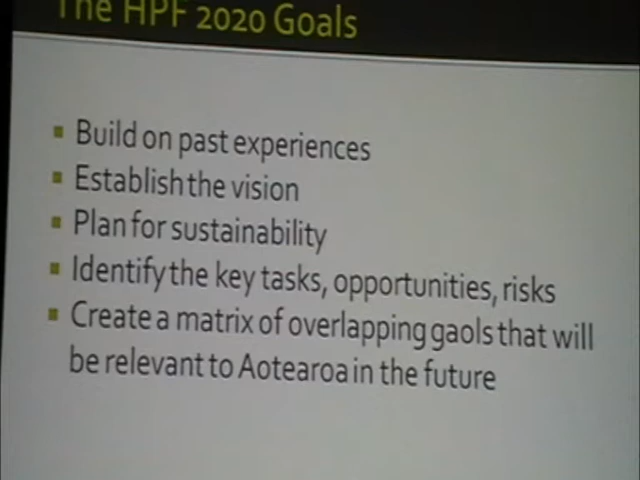 The HPF 2020 Goals
Build on past experiences
Establish the vision
Plan for sustainability
Identify the key tasks, opportunities, risks
Create a matrix of overlapping gaols that will
be relevant to Aotearoa in the future